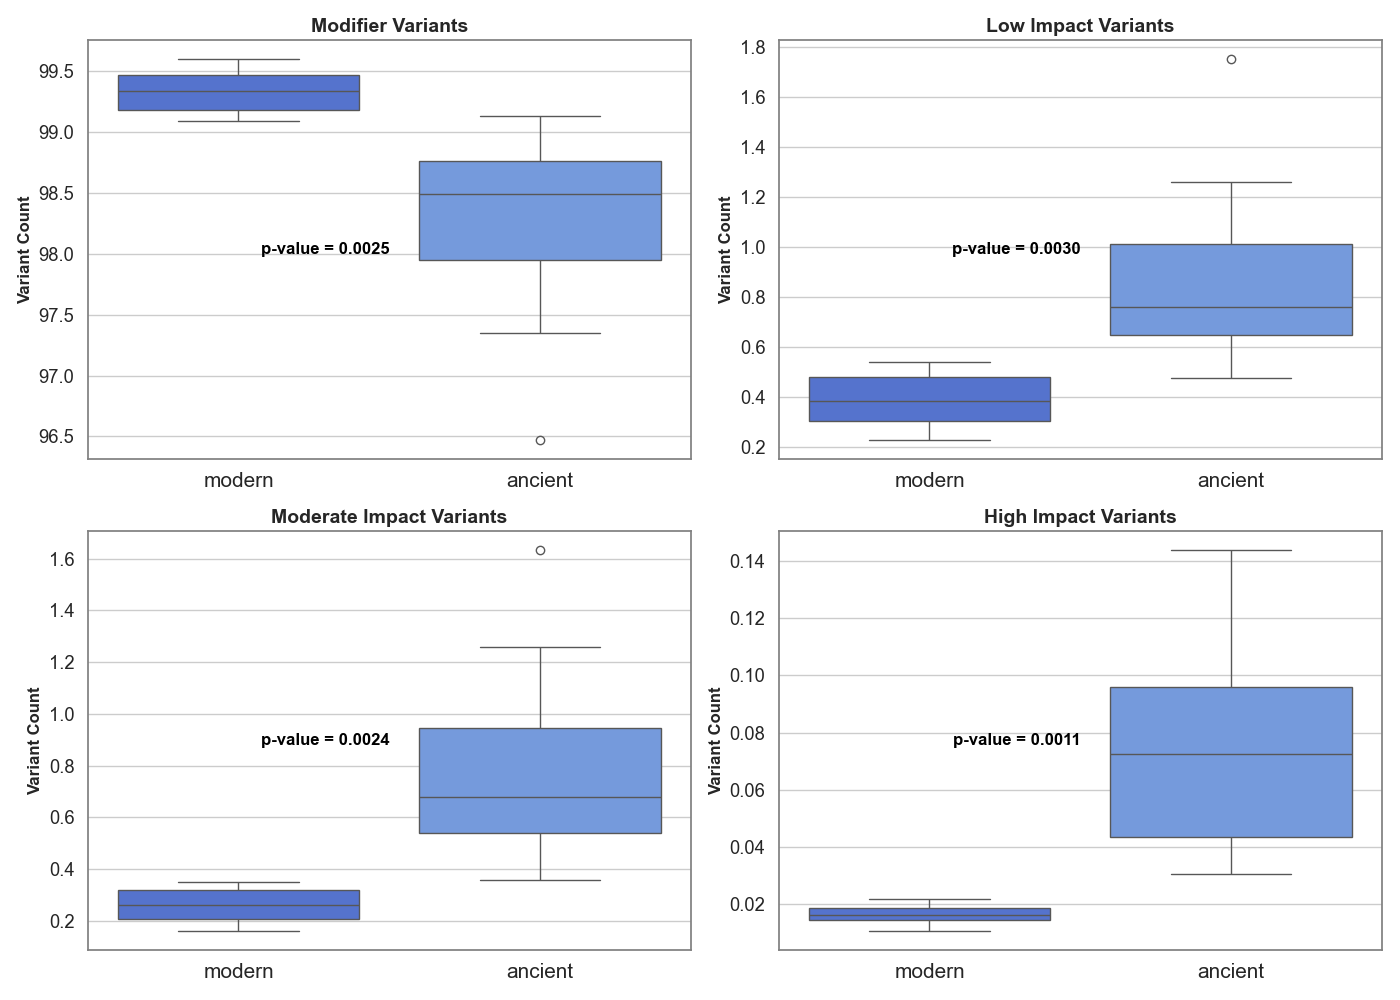 Modifier Variants
Variant Count
99.5
99.0
98.5
98.0
97.5
97.0
96.5
p-value = 0.0025
modern
ancient
Low Impact Variants
Variant Count
1.8
1.6
1.4
1.2
1.0
0.8
0.6
0.4
0.2
p-value = 0.0030
modern
ancient
Moderate Impact Variants
Variant Count
1.6
1.4
1.2
1.0
0.8
0.6
0.4
0.2
p-value = 0.0024
modern
ancient
High Impact Variants
Variant Count
0.14
0.12
0.10
0.08
0.06
0.04
0.02
p-value = 0.0011
modern
ancient